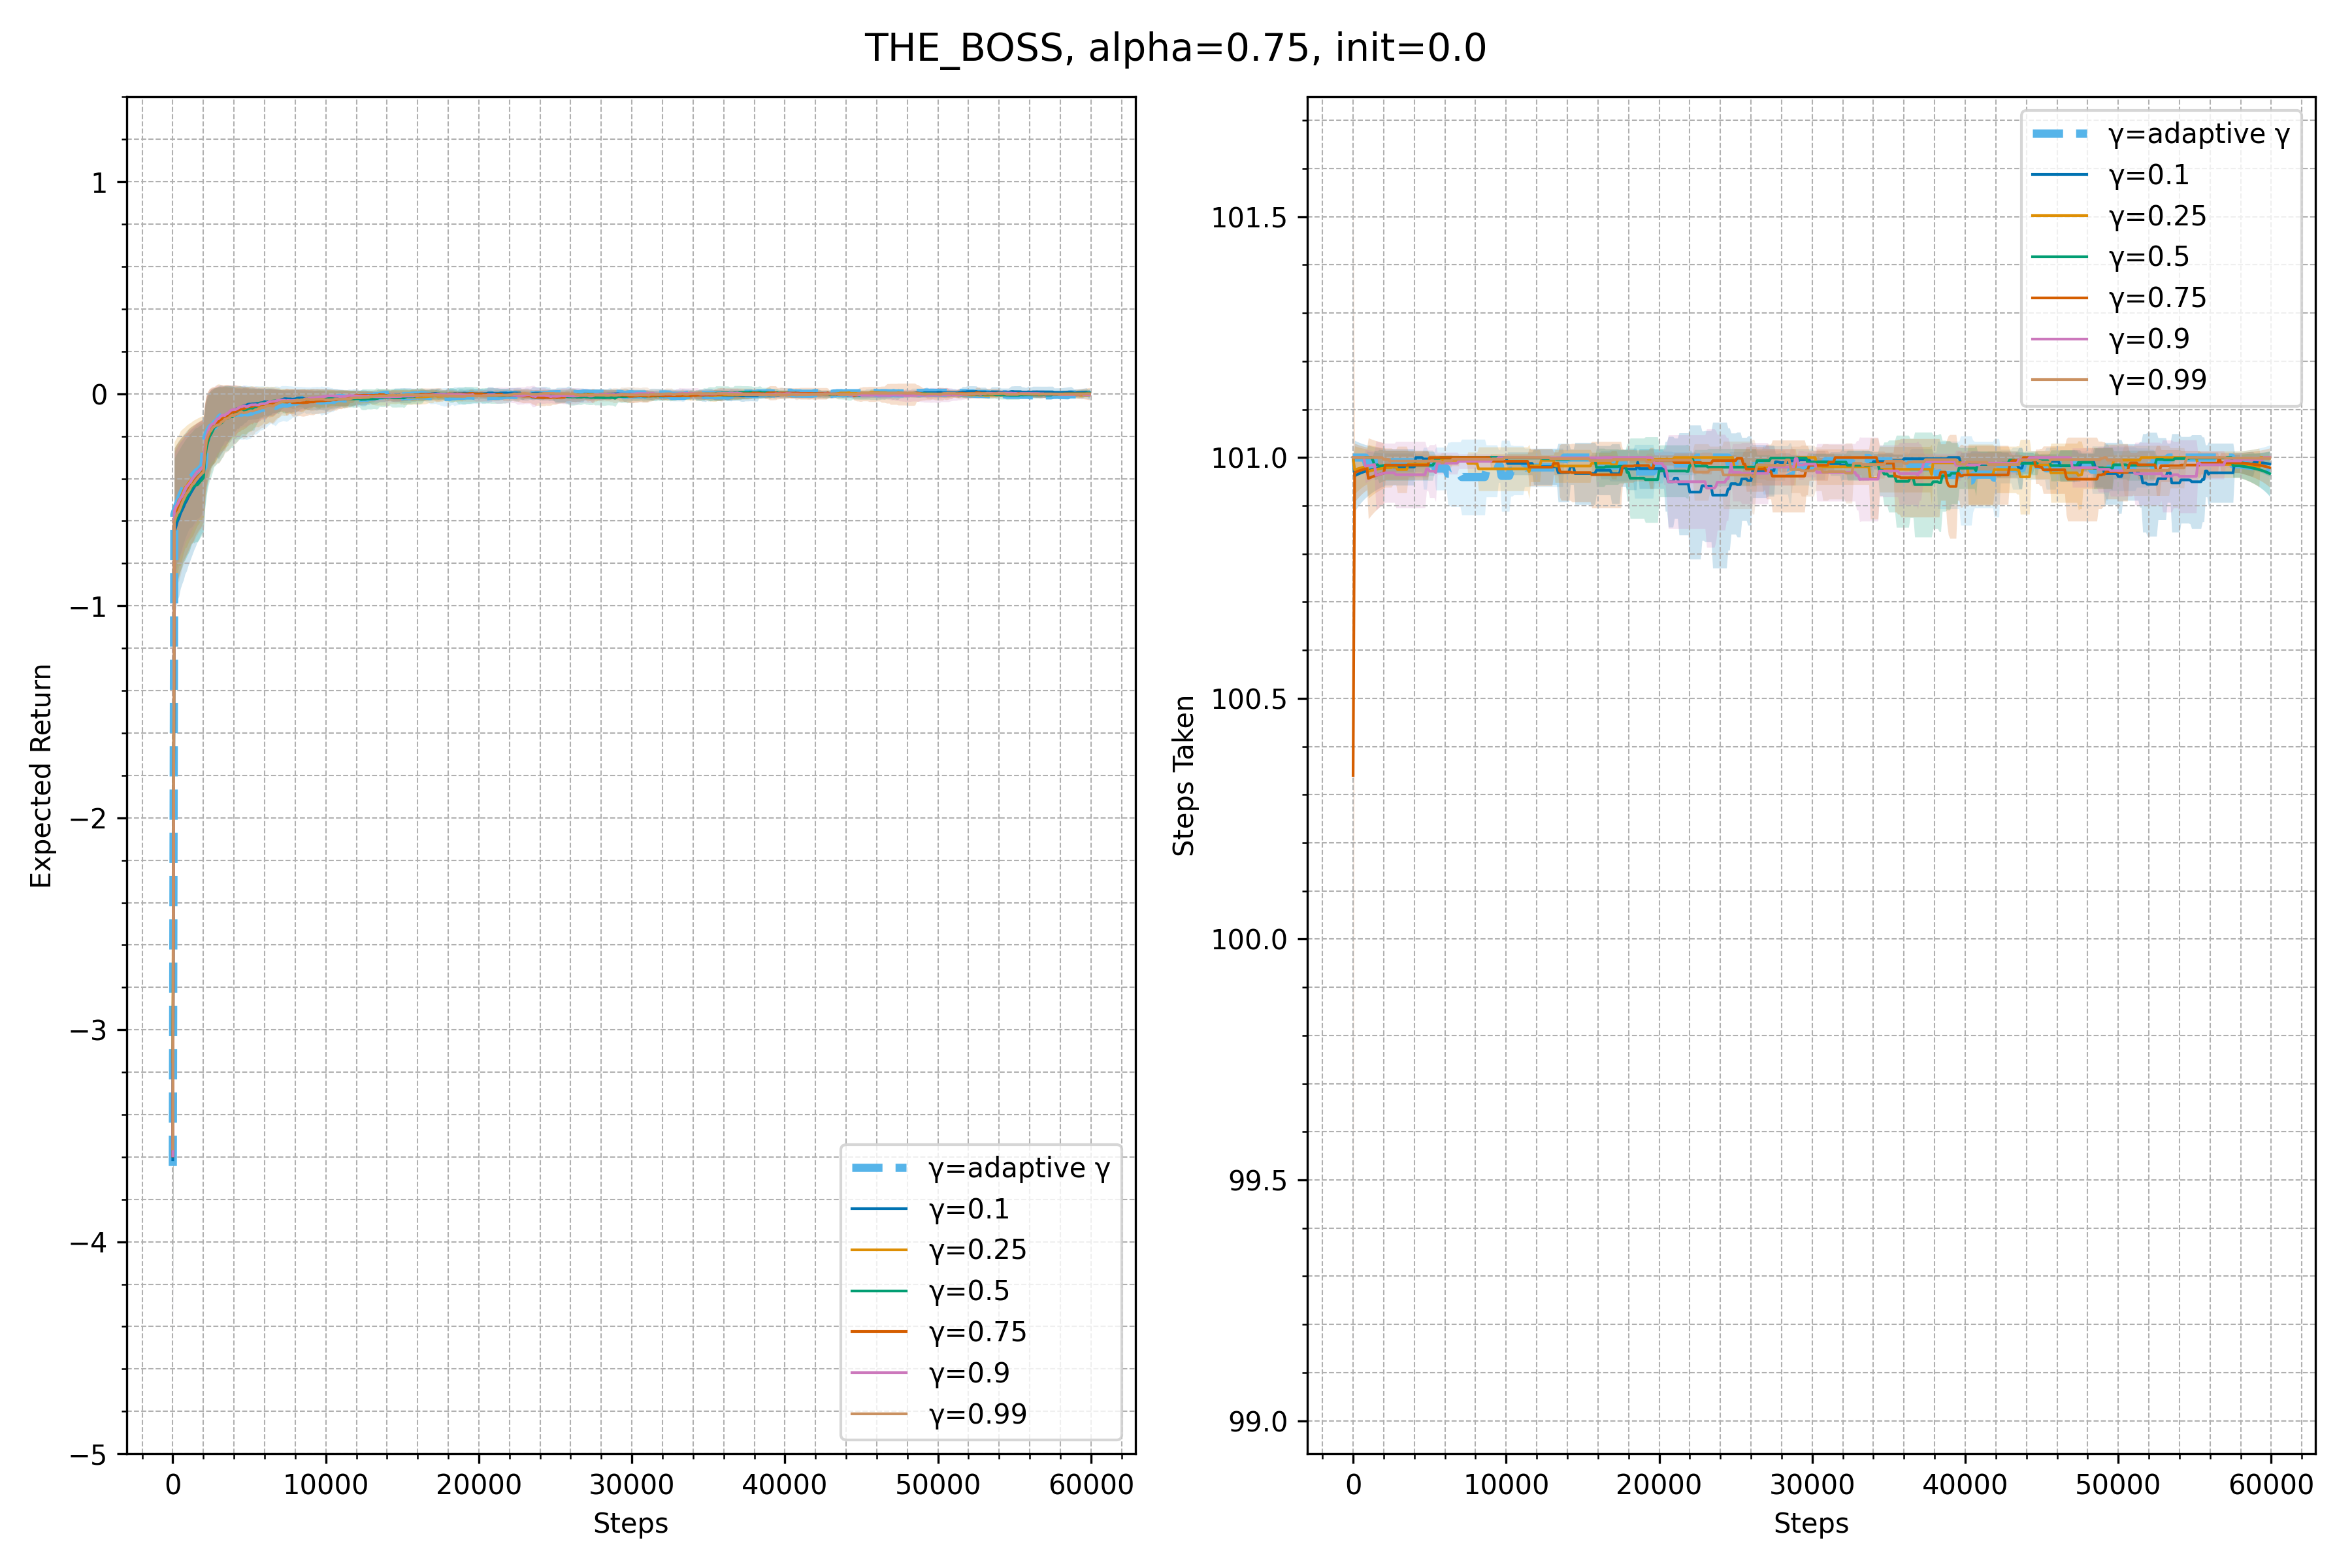 THE_BOSS, alpha=0.75, init=0.0
Expected Return
1
0
−1
−2
−3
−4
−5
0
10000
20000
30000
40000
50000
60000
Steps
γ=adaptive γ
γ=0.1
γ=0.25
γ=0.5
γ=0.75
γ=0.9
γ=0.99
Steps Taken
101.5
101.0
100.5
100.0
99.5
99.0
0
10000
20000
30000
40000
50000
60000
Steps
γ=adaptive γ
γ=0.1
γ=0.25
γ=0.5
γ=0.75
γ=0.9
γ=0.99